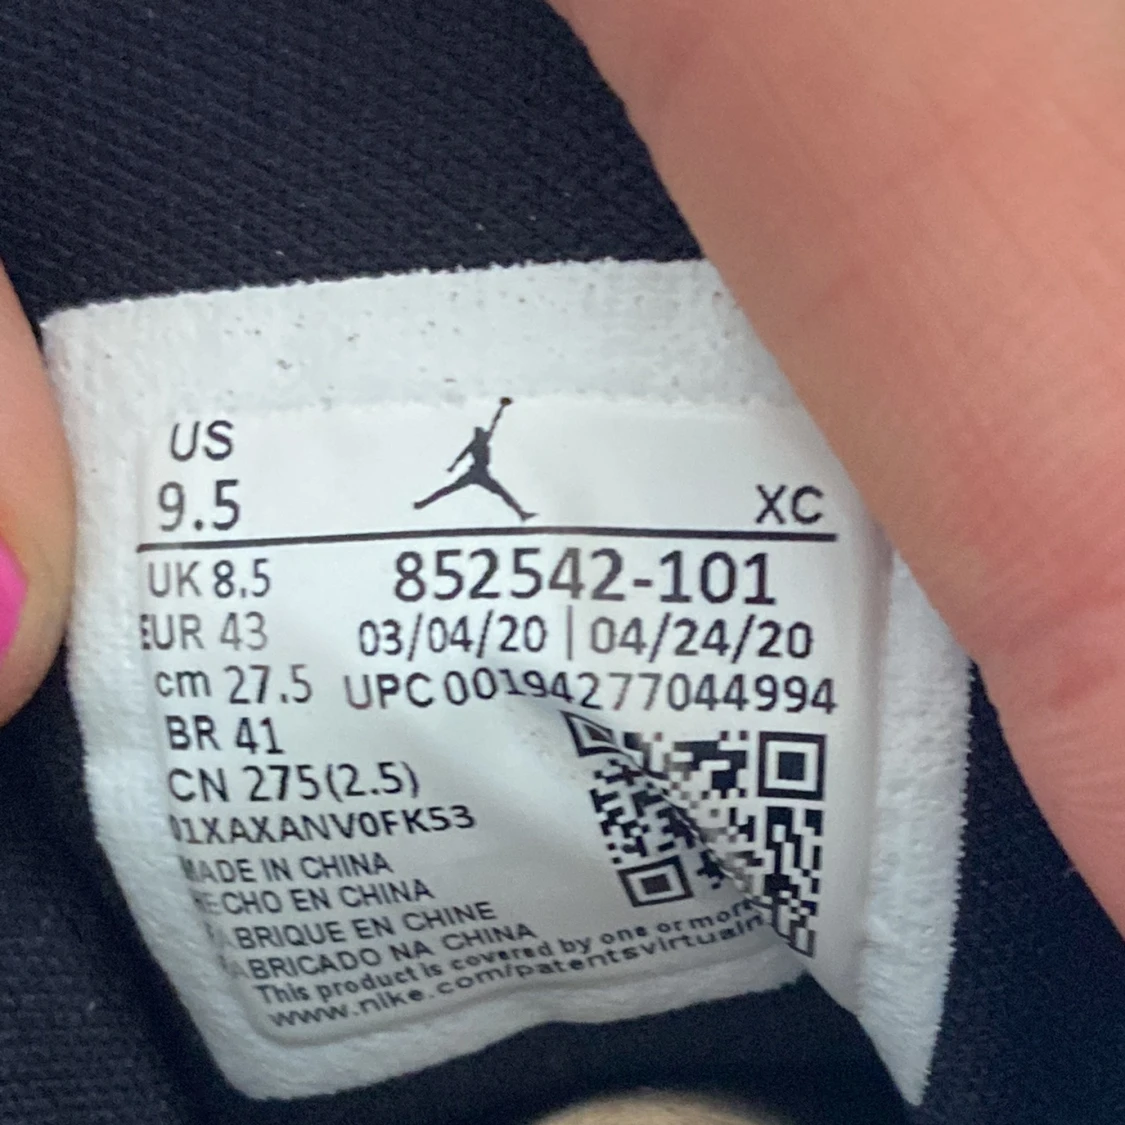 US
9.5
XC
UK 8.5
852542-101
EUR 43
03/04/20 | 04/24/20
cm 27.5
UPC 00194277044994
BR 41
CN 275(2.5)
01XAXANV0FK53
MADE IN CHINA
HECHO EN CHINA
FABRIQUE EN CHINE
FABRICADO NA CHINA
This product is covered by one or more
www.nike.com/patentsvirtualm